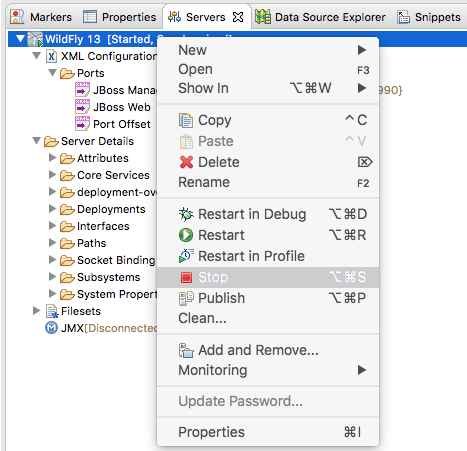 Markers Properties Servers Data Source Explorer Snippets
WildFly 13 [Started,
XML Configuration
Ports
JBoss Mana 990}
JBoss Web
Port Offset
Server Details
Attributes
Core Services
deployment-ove
Deployments
Interfaces
Paths
Socket Binding
Subsystems
System Propert
Filesets
JMX[Disconnected
New
Open F3
Show In ⌥⌘W
Copy ^C
Paste ^V
Delete ⌦
Rename F2
Restart in Debug ⌥⌘D
Restart ⌥⌘R
Restart in Profile
Stop ⌥⌘S
Publish ⌥⌘P
Clean...
Add and Remove...
Monitoring
Update Password...
Properties ⌘I